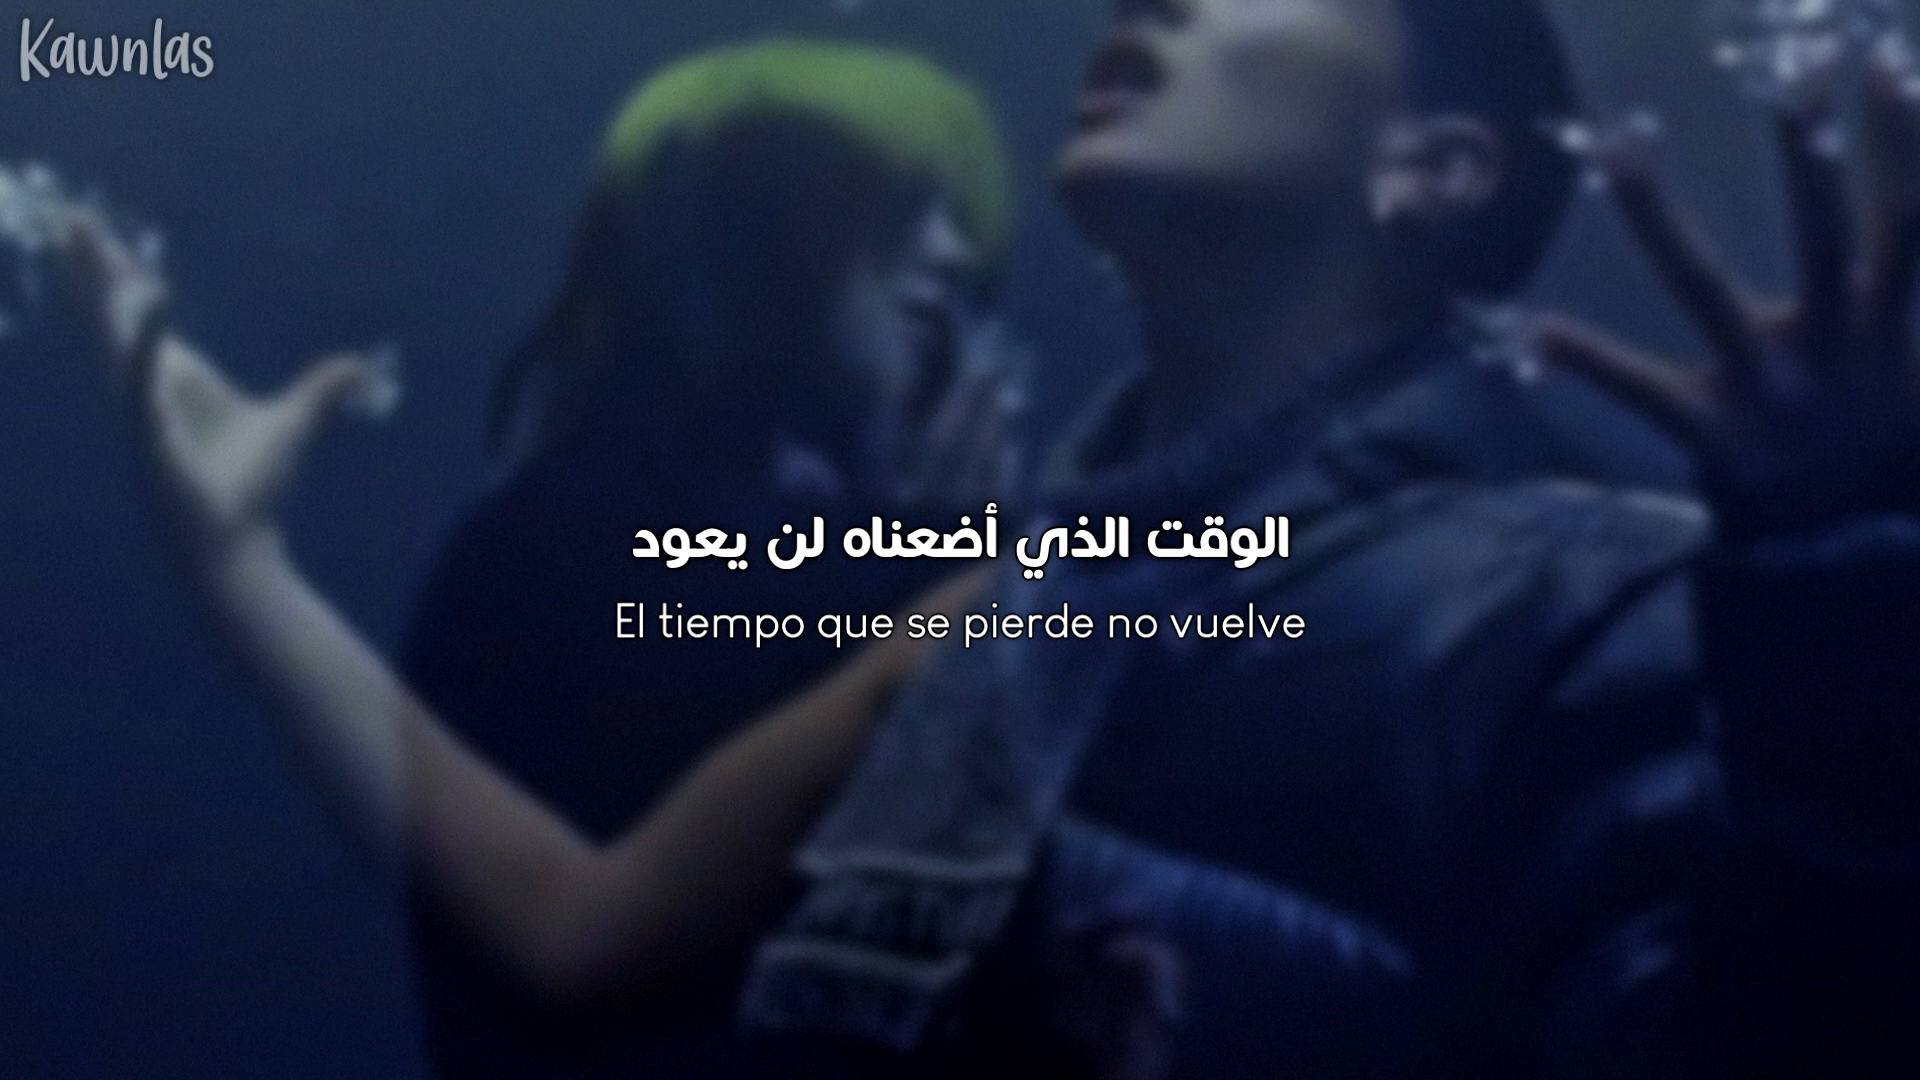 Kawnlas
الوقت الذي أضعناه لن يعود
El tiempo que se pierde no vuelve